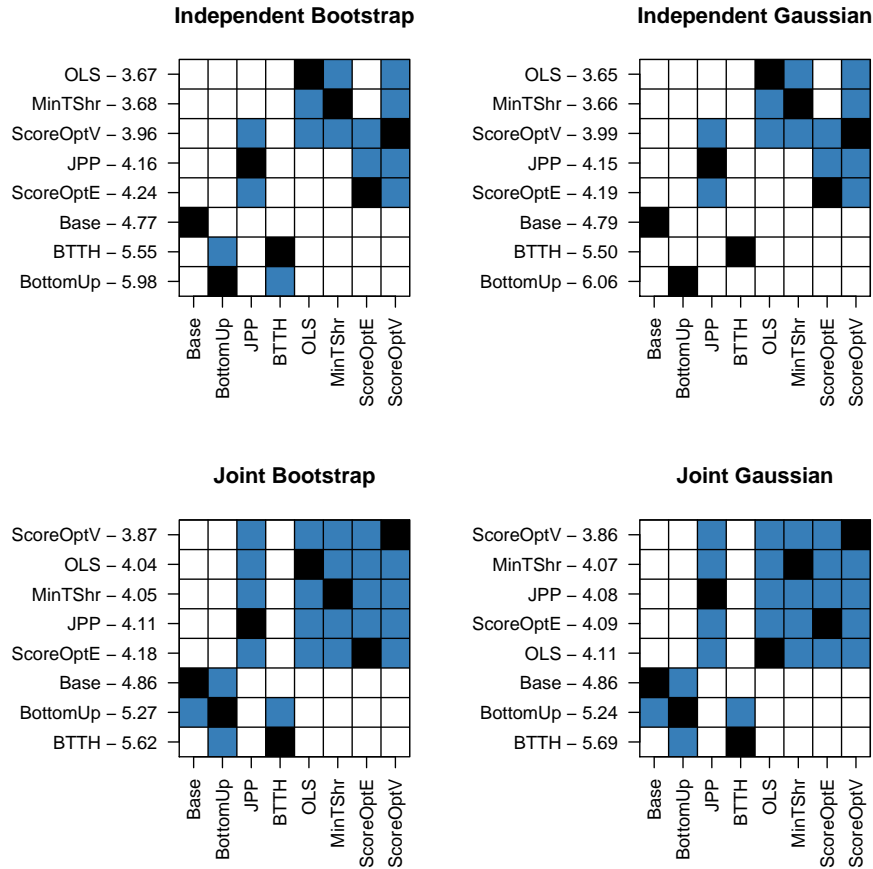 Independent Bootstrap
OLS − 3.67
MinTShr − 3.68
ScoreOptV − 3.96
JPP − 4.16
ScoreOptE − 4.24
Base − 4.77
BTTH − 5.55
BottomUp − 5.98
Base
BottomUp
JPP
BTTH
OLS
MinTShr
ScoreOptE
ScoreOptV
Independent Gaussian
OLS − 3.65
MinTShr − 3.66
ScoreOptV − 3.99
JPP − 4.15
ScoreOptE − 4.19
Base − 4.79
BTTH − 5.50
BottomUp − 6.06
Base
BottomUp
JPP
BTTH
OLS
MinTShr
ScoreOptE
ScoreOptV
Joint Bootstrap
ScoreOptV − 3.87
OLS − 4.04
MinTShr − 4.05
JPP − 4.11
ScoreOptE − 4.18
Base − 4.86
BottomUp − 5.27
BTTH − 5.62
Base
BottomUp
JPP
BTTH
OLS
MinTShr
ScoreOptE
ScoreOptV
Joint Gaussian
ScoreOptV − 3.86
MinTShr − 4.07
JPP − 4.08
ScoreOptE − 4.09
OLS − 4.11
Base − 4.86
BottomUp − 5.24
BTTH − 5.69
Base
BottomUp
JPP
BTTH
OLS
MinTShr
ScoreOptE
ScoreOptV